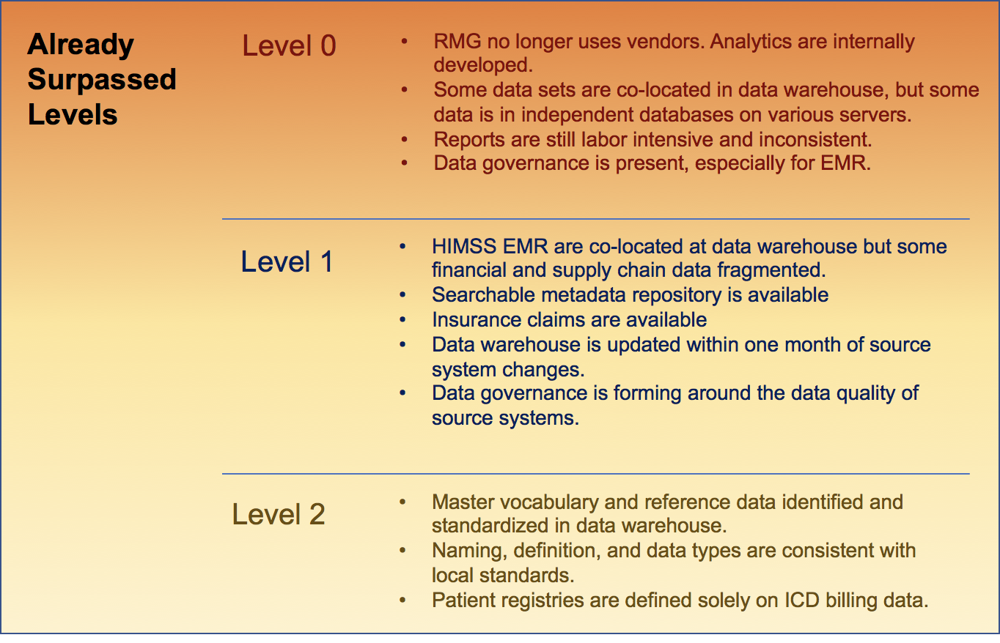 Already
Surpassed
Levels
Level 0
• RMG no longer uses vendors. Analytics are internally
developed.
• Some data sets are co-located in data warehouse, but some
data is in independent databases on various servers.
• Reports are still labor intensive and inconsistent.
• Data governance is present, especially for EMR.
Level 1
• HIMSS EMR are co-located at data warehouse but some
financial and supply chain data fragmented.
• Searchable metadata repository is available
• Insurance claims are available
• Data warehouse is updated within one month of source
system changes.
• Data governance is forming around the data quality of
source systems.
Level 2
• Master vocabulary and reference data identified and
standardized in data warehouse.
• Naming, definition, and data types are consistent with
local standards.
• Patient registries are defined solely on ICD billing data.